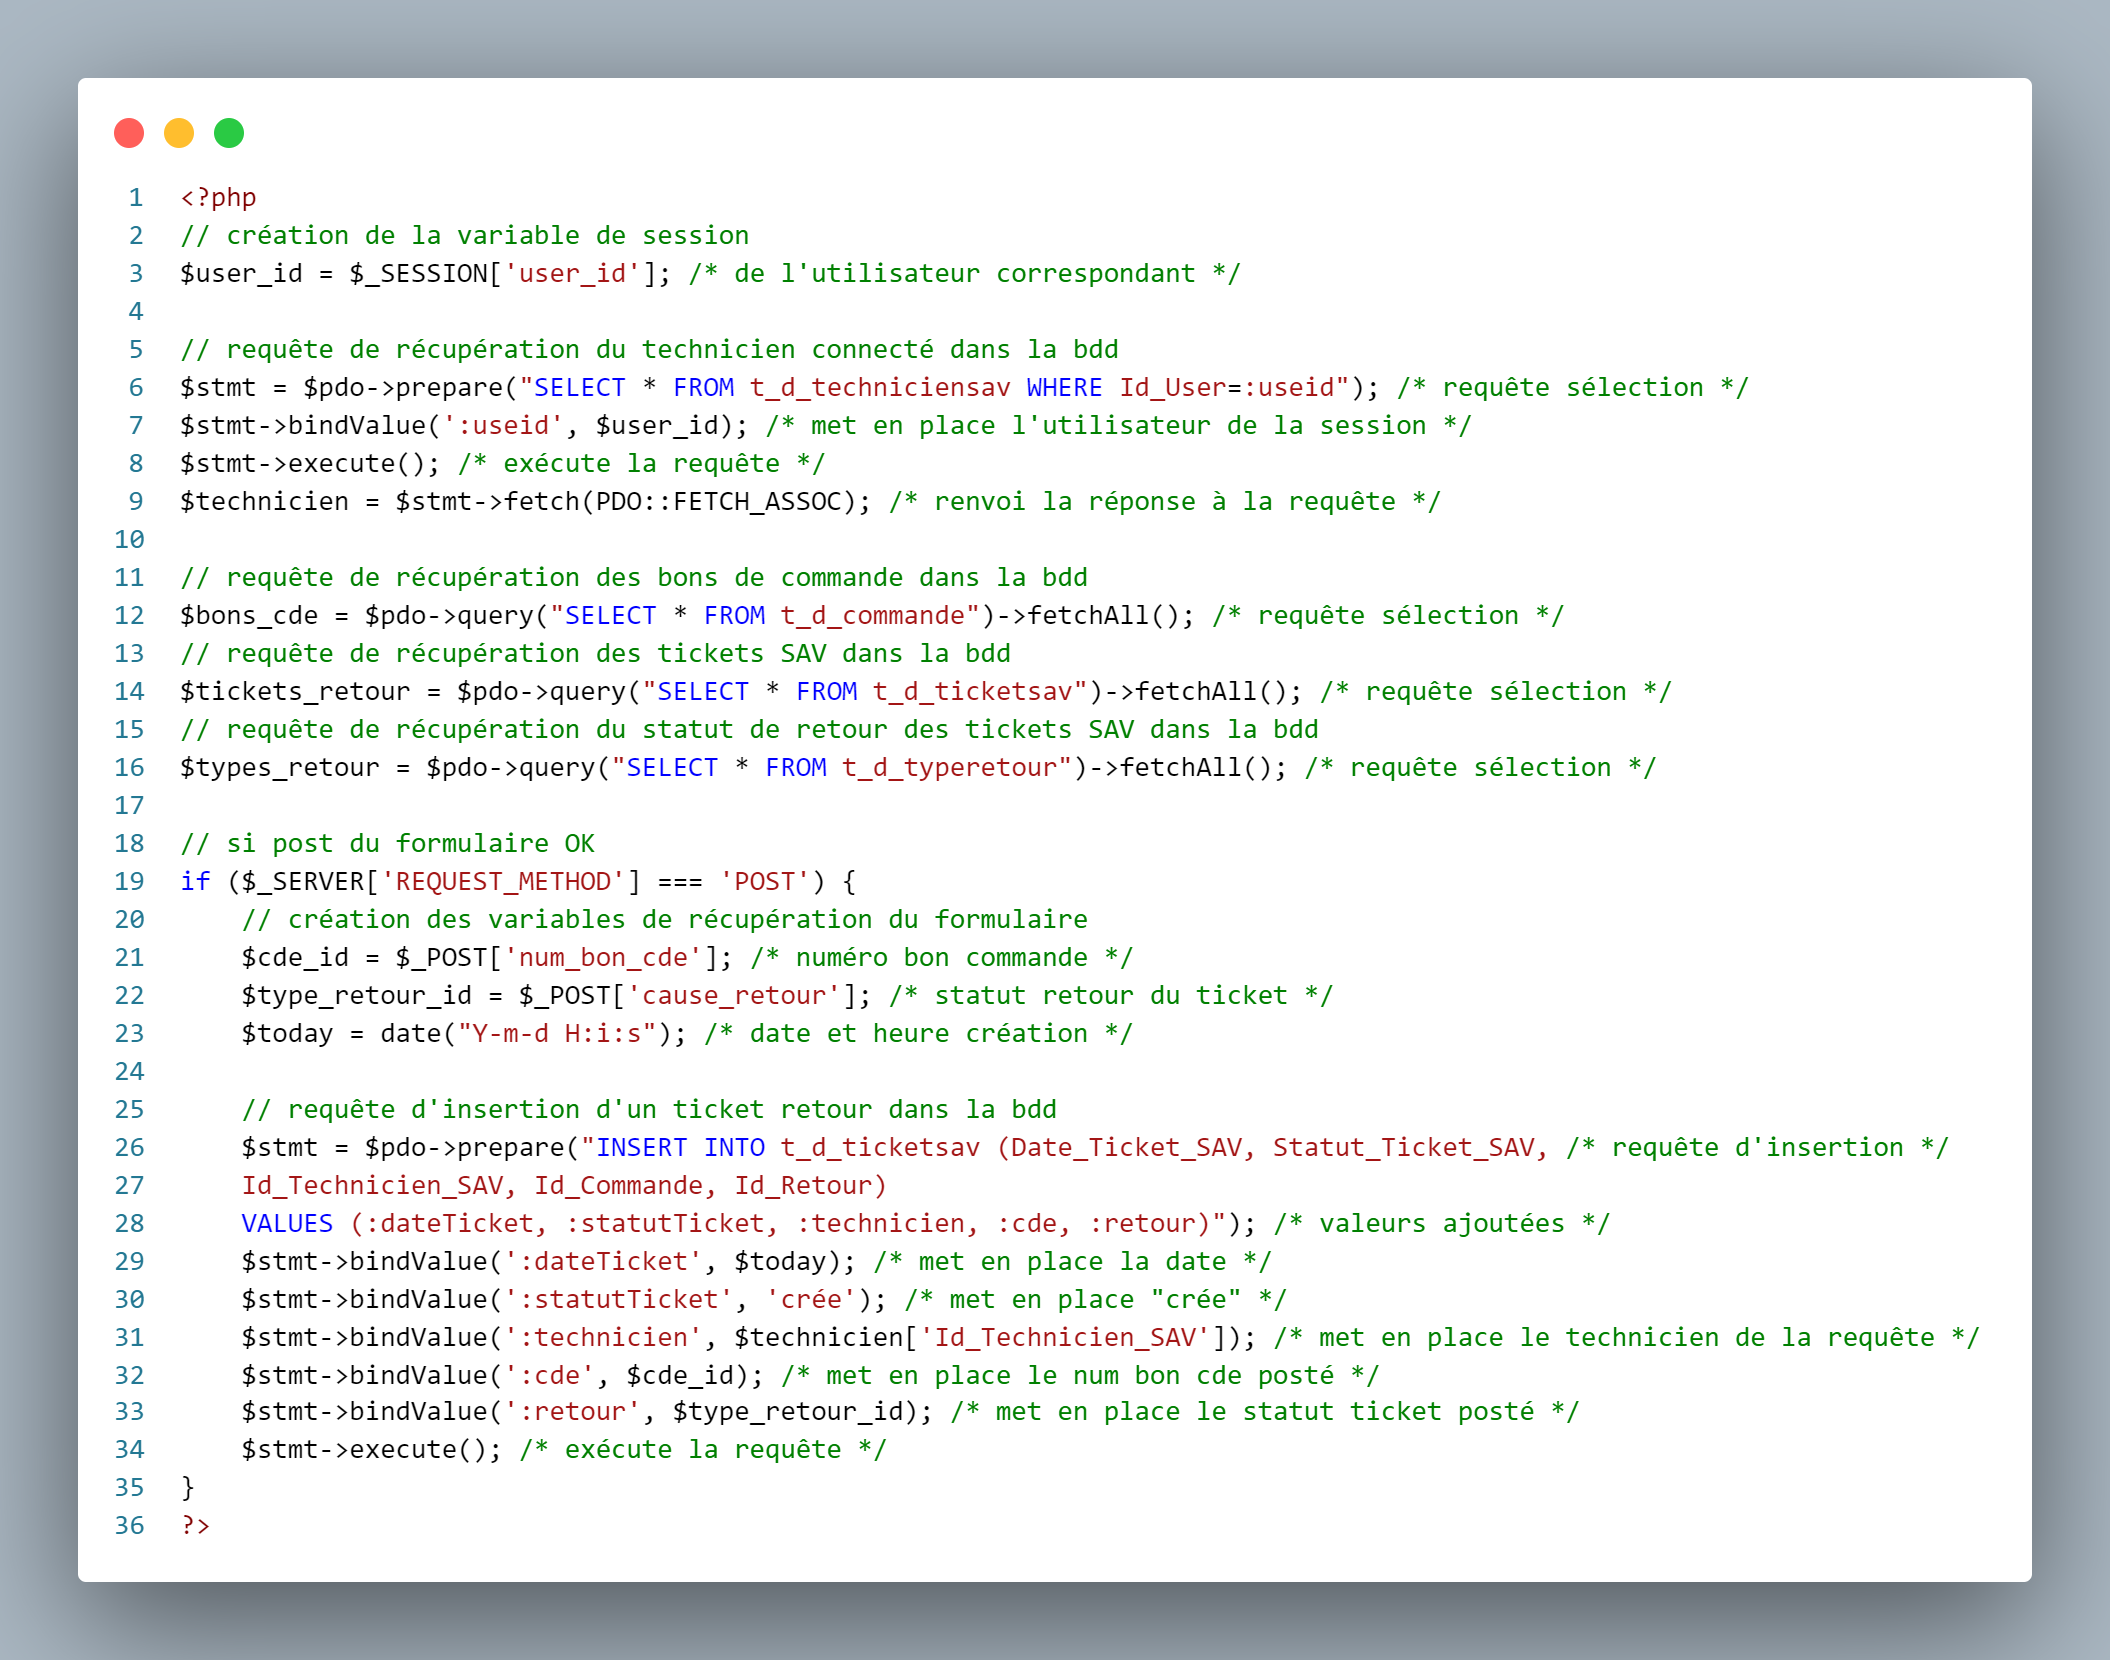 1 <?php
2 // création de la variable de session
3 $user_id = $_SESSION['user_id']; /* de l'utilisateur correspondant */
4
5 // requête de récupération du technicien connecté dans la bdd
6 $stmt = $pdo->prepare("SELECT * FROM t_d_techniciensav WHERE Id_User=:useid"); /* requête sélection */
7 $stmt->bindValue(':useid', $user_id); /* met en place l'utilisateur de la session */
8 $stmt->execute(); /* exécute la requête */
9 $technicien = $stmt->fetch(PDO::FETCH_ASSOC); /* renvoi la réponse à la requête */
10
11 // requête de récupération des bons de commande dans la bdd
12 $bons_cde = $pdo->query("SELECT * FROM t_d_commande")->fetchAll(); /* requête sélection */
13 // requête de récupération des tickets SAV dans la bdd
14 $tickets_retour = $pdo->query("SELECT * FROM t_d_ticketsav")->fetchAll(); /* requête sélection */
15 // requête de récupération du statut de retour des tickets SAV dans la bdd
16 $types_retour = $pdo->query("SELECT * FROM t_d_typeretour")->fetchAll(); /* requête sélection */
17
18 // si post du formulaire OK
19 if ($_SERVER['REQUEST_METHOD'] === 'POST') {
20     // création des variables de récupération du formulaire
21     $cde_id = $_POST['num_bon_cde']; /* numéro bon commande */
22     $type_retour_id = $_POST['cause_retour']; /* statut retour du ticket */
23     $today = date("Y-m-d H:i:s"); /* date et heure création */
24
25     // requête d'insertion d'un ticket retour dans la bdd
26     $stmt = $pdo->prepare("INSERT INTO t_d_ticketsav (Date_Ticket_SAV, Statut_Ticket_SAV, /* requête d'insertion */
27     Id_Technicien_SAV, Id_Commande, Id_Retour)
28     VALUES (:dateTicket, :statutTicket, :technicien, :cde, :retour)"); /* valeurs ajoutées */
29     $stmt->bindValue(':dateTicket', $today); /* met en place la date */
30     $stmt->bindValue(':statutTicket', 'crée'); /* met en place "crée" */
31     $stmt->bindValue(':technicien', $technicien['Id_Technicien_SAV']); /* met en place le technicien de la requête */
32     $stmt->bindValue(':cde', $cde_id); /* met en place le num bon cde posté */
33     $stmt->bindValue(':retour', $type_retour_id); /* met en place le statut ticket posté */
34     $stmt->execute(); /* exécute la requête */
35 }
36 ?>